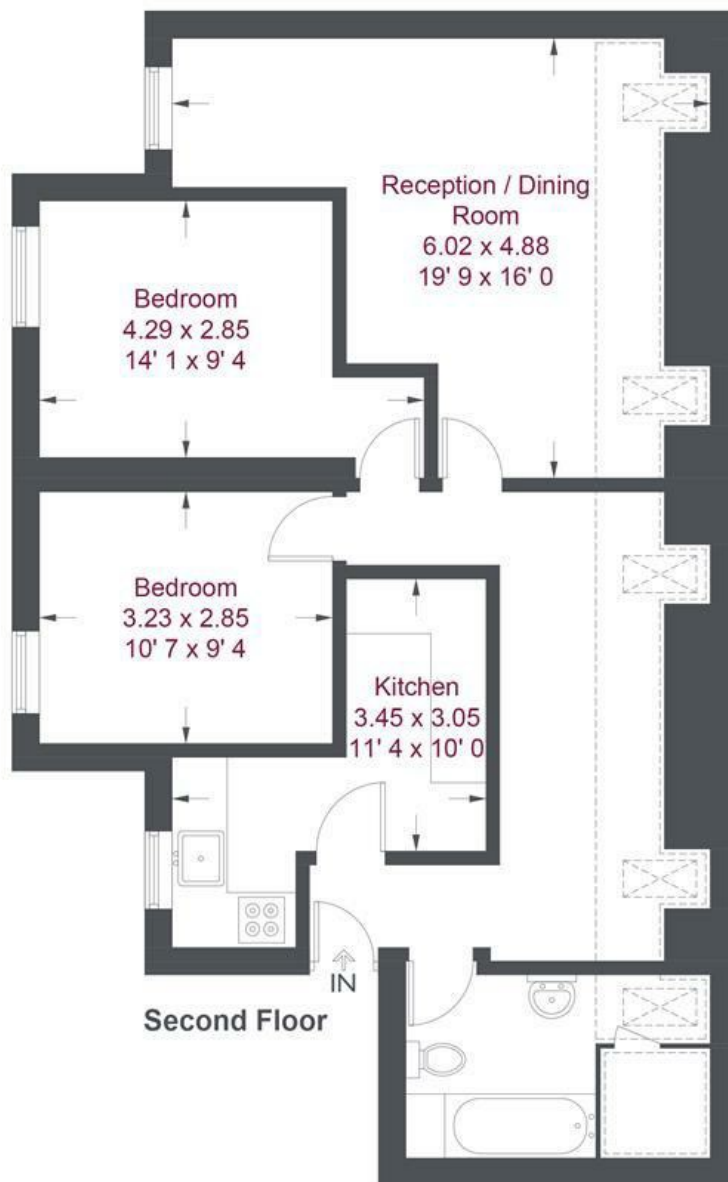 Reception / Dining
Room
6.02 x 4.88
19' 9 x 16' 0
Bedroom
4.29 x 2.85
14' 1 x 9' 4
Bedroom
3.23 x 2.85
10' 7 x 9' 4
Kitchen
3.45 x 3.05
11' 4 x 10' 0
IN
Second Floor